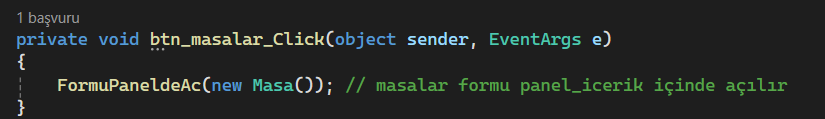 1 başvuru
private void btn_masalar_Click(object sender, EventArgs e)
{
FormuPaneldeAc(new Masa()); // masalar formu panel_icerik içinde açılır
}